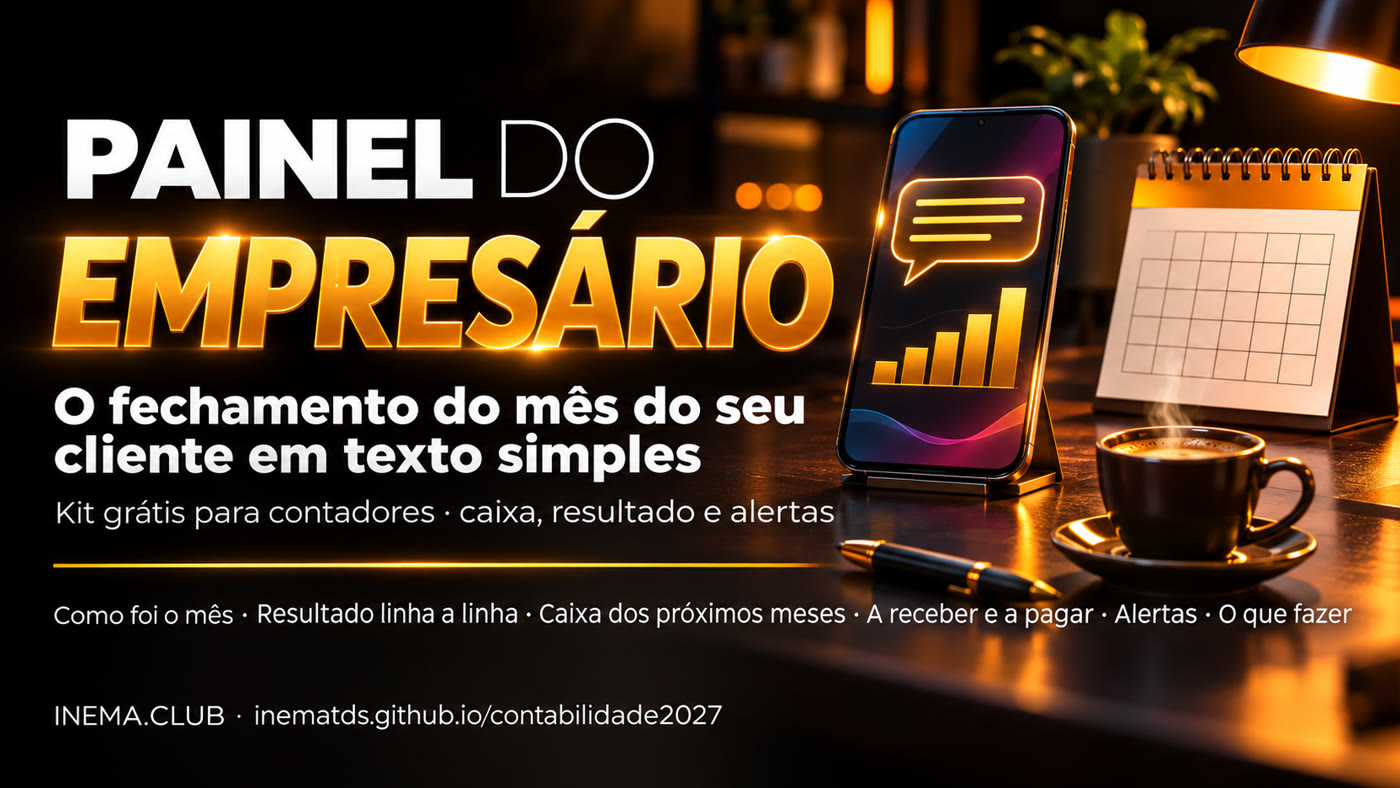 PAINEL DO
EMPRESÁRIO
O fechamento do mês do seu
cliente em texto simples
Kit grátis para contadores · caixa, resultado e alertas
Como foi o mês · Resultado linha a linha · Caixa dos próximos meses · A receber e a pagar · Alertas · O que fazer
INEMA.CLUB · inematds.github.io/contabilidade2027